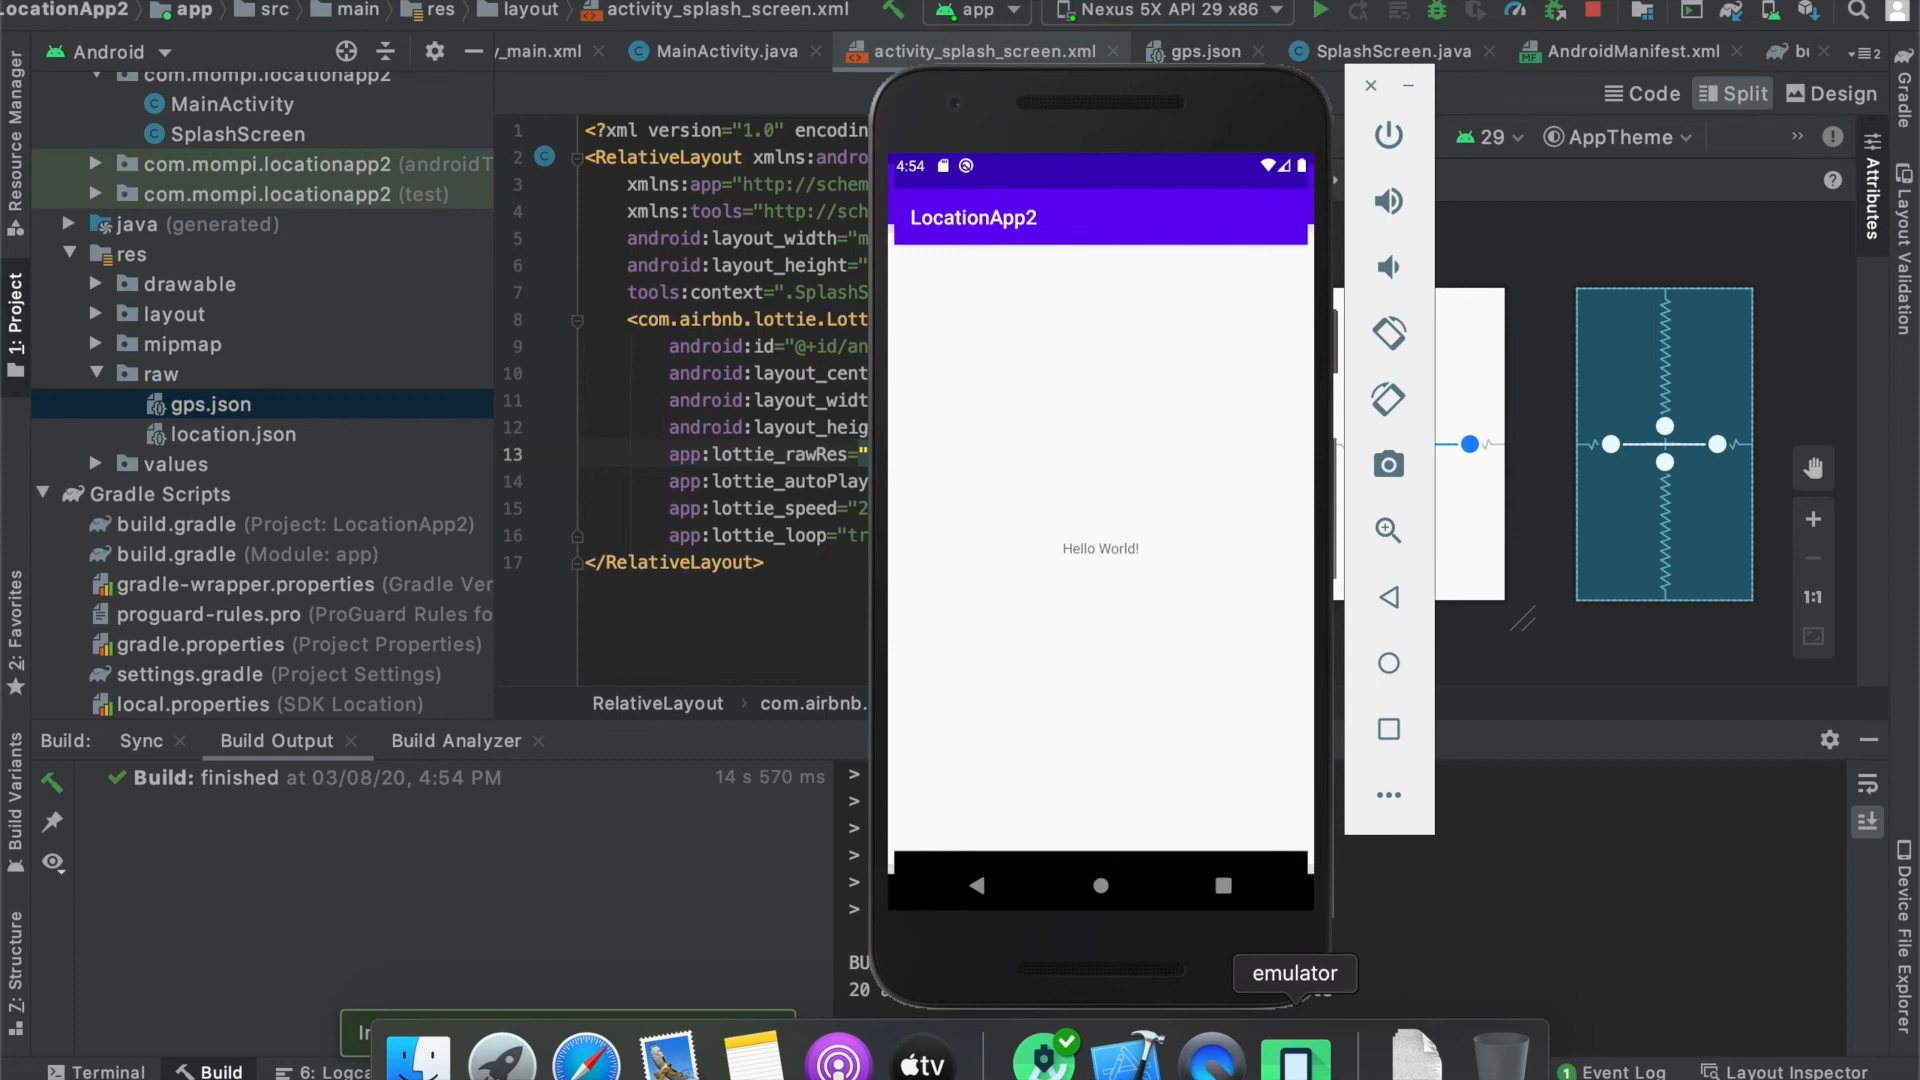 LocationApp2 app src main res layout activity_splash_screen.xml app Nexus 5X API 29 x86
Android y_main.xml MainActivity.java activity_splash_screen.xml gps.json SplashScreen.java AndroidManifest.xml bu
Code Split Design
29 AppTheme
Resource Manager
1: Project
2: Favorites
Build Variants
Z: Structure
com.mompi.locationapp2
MainActivity
SplashScreen
com.mompi.locationapp2 (androidT
com.mompi.locationapp2 (test)
java (generated)
res
drawable
layout
mipmap
raw
gps.json
location.json
values
Gradle Scripts
build.gradle (Project: LocationApp2)
build.gradle (Module: app)
gradle-wrapper.properties (Gradle Ver
proguard-rules.pro (ProGuard Rules fo
gradle.properties (Project Properties)
settings.gradle (Project Settings)
local.properties (SDK Location)
1 <?xml version="1.0" encodin
2 <RelativeLayout xmlns:andro
3 xmlns:app="http://schem
4 xmlns:tools="http://sch
5 android:layout_width="m
6 android:layout_height="
7 tools:context=".SplashS
8 <com.airbnb.lottie.Lott
9 android:id="@+id/an
10 android:layout_cent
11 android:layout_widt
12 android:layout_heig
13 app:lottie_rawRes="
14 app:lottie_autoPlay
15 app:lottie_speed="2
16 app:lottie_loop="tr
17 </RelativeLayout>
RelativeLayout > com.airbnb.
4:54
LocationApp2
Hello World!
1:1
Gradle
Attributes
Layout Validation
Device File Explorer
Build: Sync Build Output Build Analyzer
Build: finished at 03/08/20, 4:54 PM 14 s 570 ms
>
>
>
>
>
>
BU
20
emulator
In
tv
Terminal Build 6: Logca 1 Event Log Layout Inspector